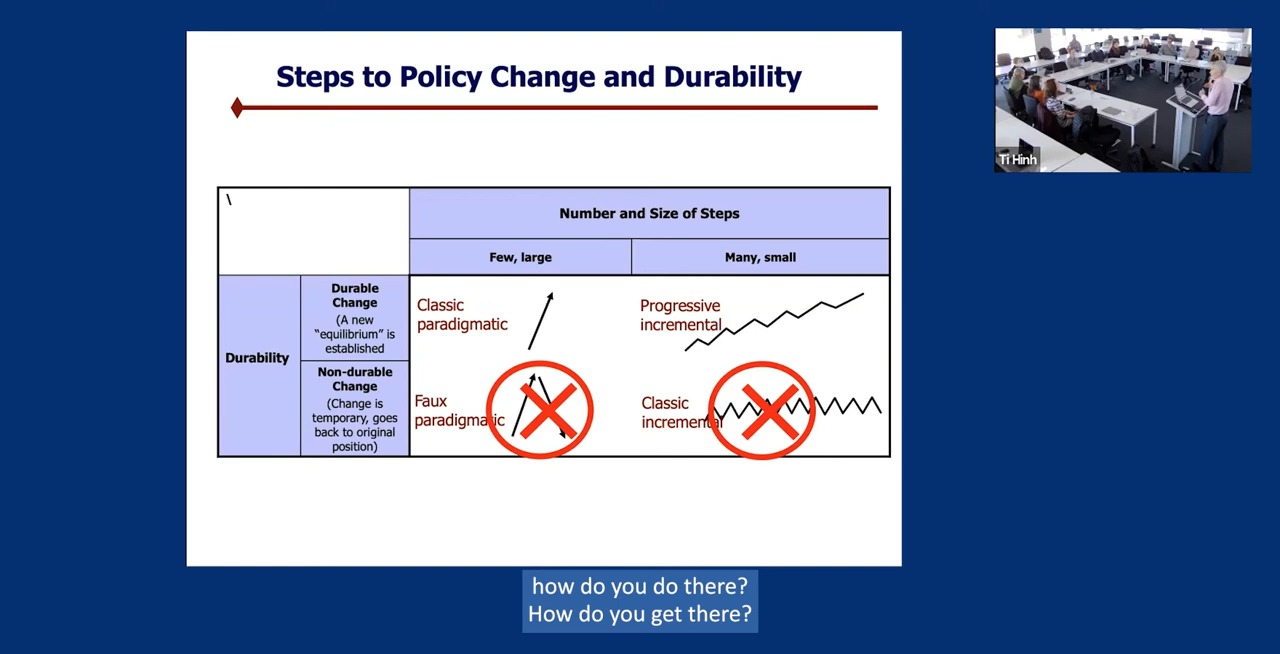 Steps to Policy Change and Durability
Ti Hinh
\
Number and Size of Steps
Few, large
Many, small
Durability
Durable
Change
(A new
"equilibrium" is
established
Classic
paradigmatic
Progressive
incremental
Non-durable
Change
(Change is
temporary, goes
back to original
position)
Faux
paradigmatic
Classic
incremental
how do you do there?
How do you get there?